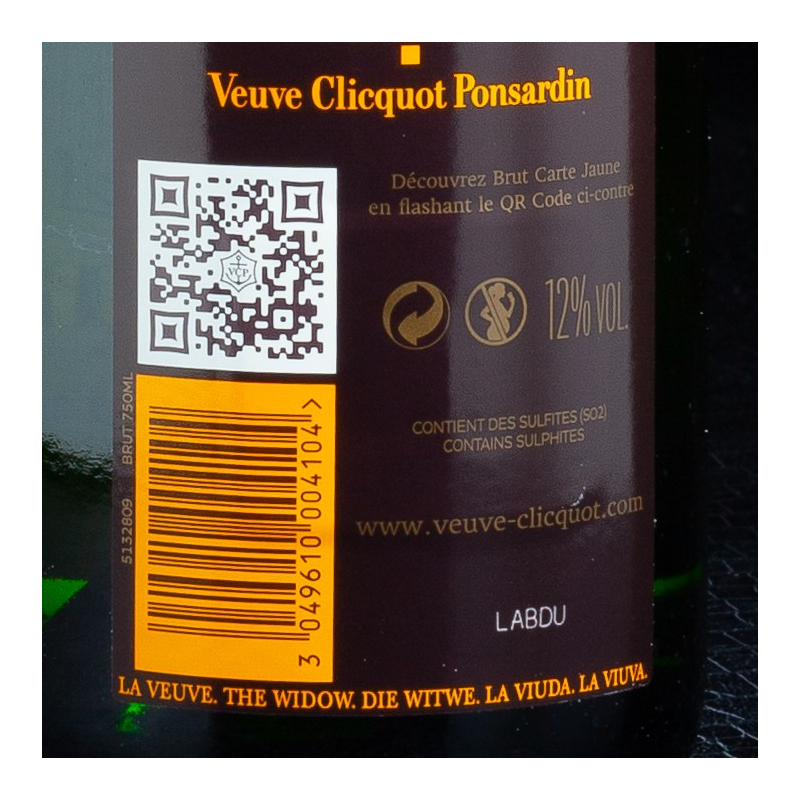 Veuve Clicquot Ponsardin
Découvrez Brut Carte Jaune
en flashant le QR Code ci-contre
VCP
12% VOL.
CONTIENT DES SULFITES (SO2)
CONTAINS SULPHITES
www.veuve-clicquot.com
5132809 BRUT 750ML
3 049610 004104 >
LABDU
LA VEUVE. THE WIDOW. DIE WITWE. LA VIUDA. LA VIUVA.